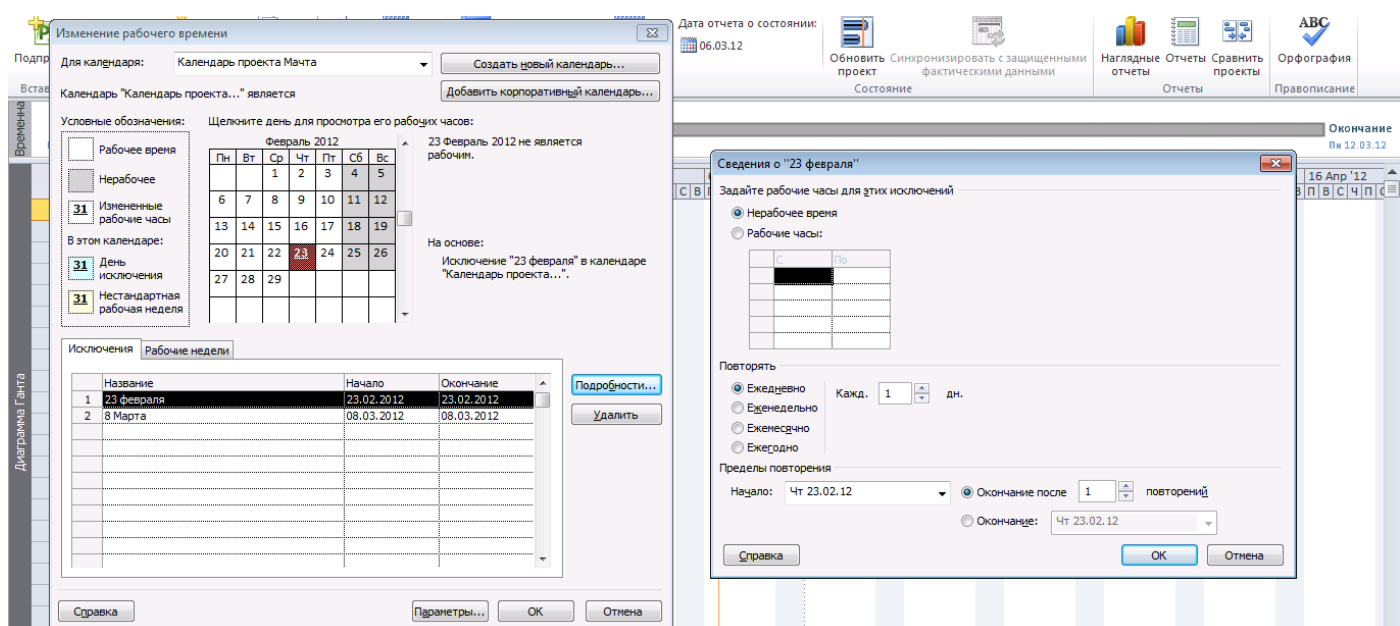 Дата отчета о состоянии:
06.03.12
Обновить проект
Синхронизировать с защищенными фактическими данными
Состояние
Наглядные отчеты
Отчеты
Сравнить проекты
Отчеты
ABC
Орфография
Правописание
Подпр
Встав
Временна
Окончание
Пн 12.03.12
16 Апр '12
Диаграмма Ганта
Изменение рабочего времени
Для календаря:
Календарь проекта Мачта
Создать новый календарь...
Календарь "Календарь проекта..." является
Добавить корпоративный календарь...
Условные обозначения:
Рабочее время
Нерабочее
31 Измененные
рабочие часы
В этом календаре:
31 День
исключения
31 Нестандартная
рабочая неделя
Щелкните день для просмотра его рабочих часов:
Февраль 2012
Пн Вт Ср Чт Пт Сб Вс
1 2 3 4 5
6 7 8 9 10 11 12
13 14 15 16 17 18 19
20 21 22 23 24 25 26
27 28 29
23 Февраль 2012 не является
рабочим.
На основе:
Исключение "23 февраля" в календаре
"Календарь проекта...".
Исключения Рабочие недели
Название Начало Окончание
1 23 февраля 23.02.2012 23.02.2012
2 8 Марта 08.03.2012 08.03.2012
Подробности...
Удалить
Справка Параметры... ОК Отмена
Сведения о "23 февраля"
Задайте рабочие часы для этих исключений
Нерабочее время
Рабочие часы:
С По
Повторять
Ежедневно
Еженедельно
Ежемесячно
Ежегодно
Кажд. 1 дн.
Пределы повторения
Начало: Чт 23.02.12
Окончание после 1 повторений
Окончание: Чт 23.02.12
Справка ОК Отмена